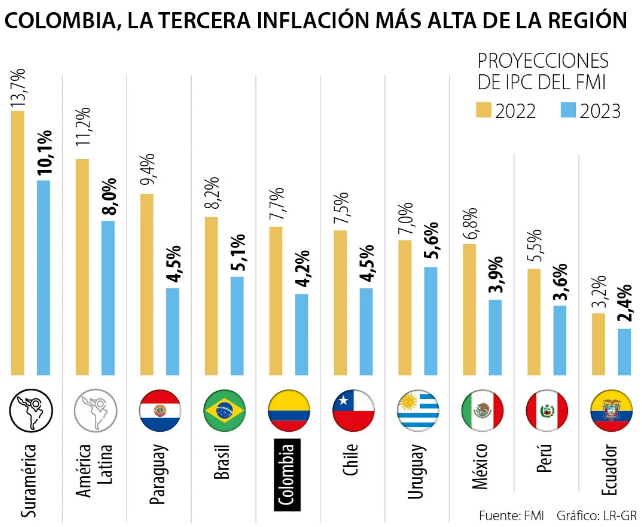 COLOMBIA, LA TERCERA INFLACIÓN MÁS ALTA DE LA REGIÓN
PROYECCIONES
DE IPC DEL FMI
2022 2023
13,7%
10,1%
11,2%
8,0%
9,4%
4,5%
8,2%
5,1%
7,7%
4,2%
7,5%
4,5%
7,0%
5,6%
6,8%
3,9%
5,5%
3,6%
3,2%
2,4%
Suramérica
América
Latina
Paraguay
Brasil
Colombia
Chile
Uruguay
México
Perú
Ecuador
Fuente: FMI Gráfico: LR-GR